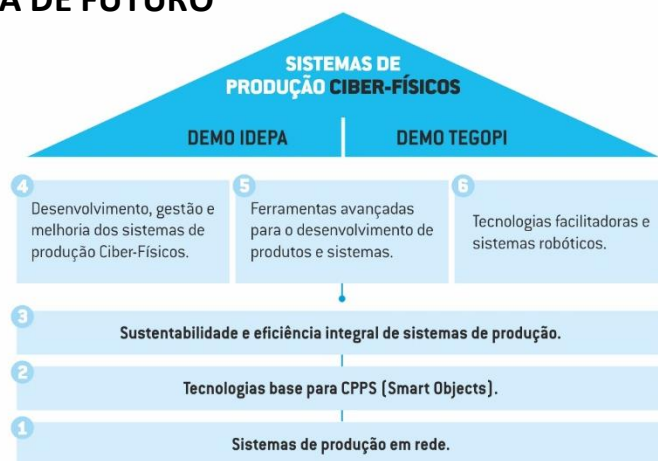 A DE FUTURO
SISTEMAS DE
PRODUÇÃO CIBER-FÍSICOS
DEMO IDEPA
DEMO TEGOPI
4
Desenvolvimento, gestão e
melhoria dos sistemas de
produção Ciber-Físicos.
5
Ferramentas avançadas
para o desenvolvimento de
produtos e sistemas.
6
Tecnologias facilitadoras e
sistemas robóticos.
3
Sustentabilidade e eficiência integral de sistemas de produção.
2
Tecnologias base para CPPS (Smart Objects).
1
Sistemas de produção em rede.